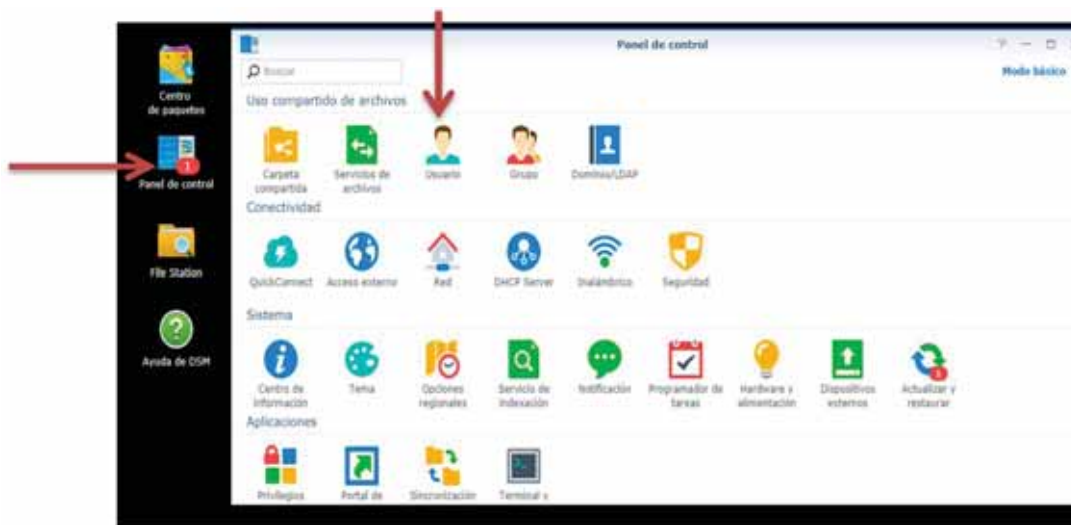 Centro
de paquetes
1
Panel de control
File Station
Ayuda de DSM
Panel de control
?
Buscar
Modo básico
Uso compartido de archivos
Carpeta
compartida
Servicios de
archivos
Usuario
Grupo
Dominio/LDAP
Conectividad
QuickConnect
Acceso externo
Red
DHCP Server
Inalámbrico
Seguridad
Sistema
Centro de
información
Tema
Opciones
regionales
Servicio de
indexación
Notificación
Programador de
tareas
Hardware y
alimentación
Dispositivos
externos
1
Actualizar y
restaurar
Aplicaciones
Privilegios
Portal de
Sincronización
Terminal y